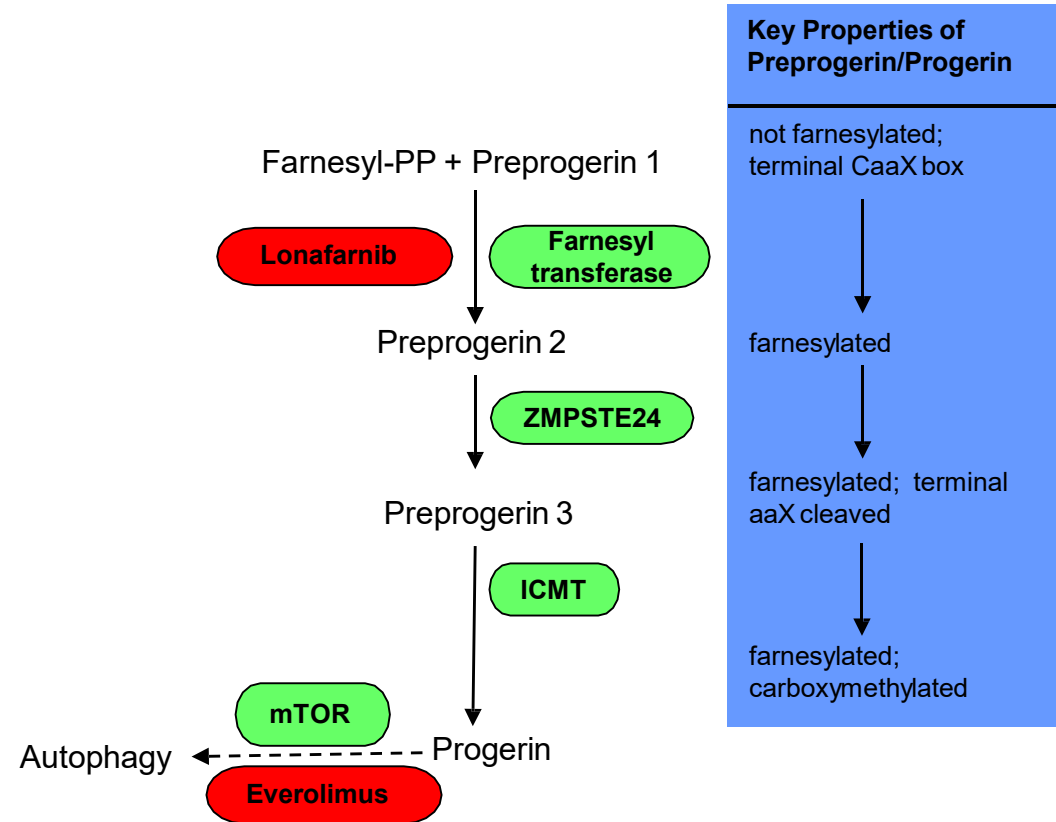 Key Properties of
Preprogerin/Progerin
not farnesylated;
terminal CaaX box
Farnesyl-PP + Preprogerin 1
Lonafarnib
Farnesyl
transferase
Preprogerin 2
farnesylated
ZMPSTE24
farnesylated; terminal
aaX cleaved
Preprogerin 3
ICMT
farnesylated;
carboxymethylated
mTOR
Progerin
Autophagy
Everolimus